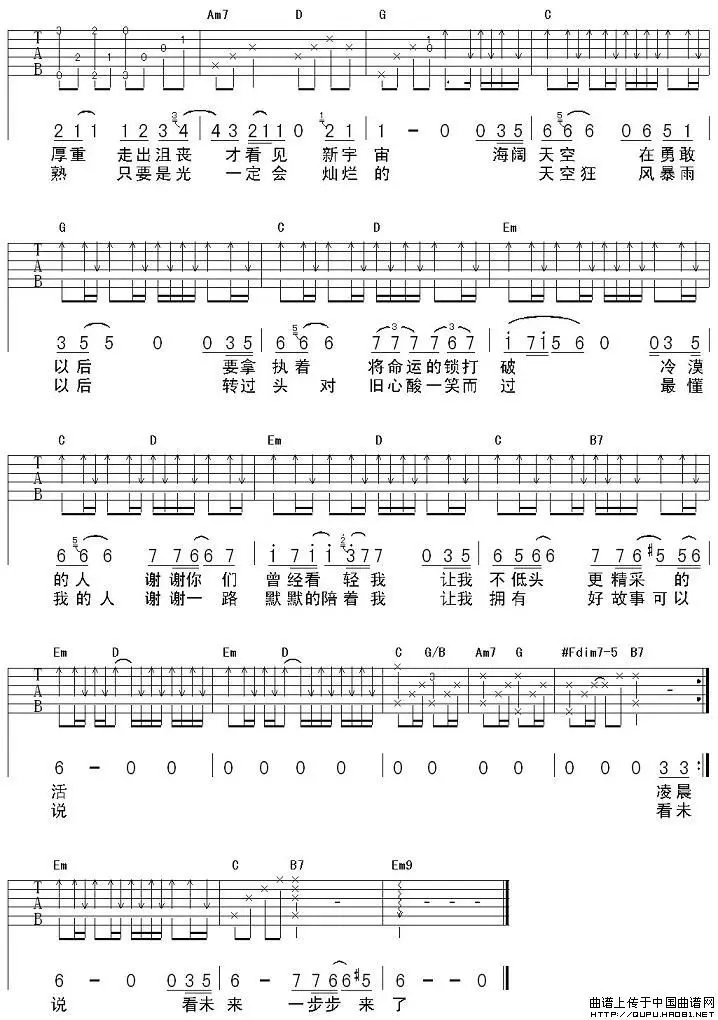 Am7 D G C
2 1 1 1 2 3 4 4 3 2 1 0 2 1 1 - 0 0 3 5 6 6 0 6 5 1
厚重 走出沮丧 才看见 新宇 宙 海阔 天空 在勇敢
熟 只要是光 一定会 灿烂 的 天空狂 风暴雨
G C D Em
3 5 5 0 0 3 5 6 6 7 7 7 7 6 7 i 7 i 5 6 0 0 3 5
以后 要拿 执着 将命运的锁打 破 冷漠
以后 转过 头 对 旧心酸一笑而 过 最懂
C D Em D C B7
6 6 6 7 7 6 6 7 i 7 i i 3 7 7 0 3 5 6 5 6 6 7 7 6 #5 5 6
的人 谢谢你们 曾经看轻我 让我 不低头 更精采的
我的人 谢谢一路 默默的陪着我 让我 拥有 好故事可以
Em D Em D C G/B Am7 G #Fdim7-5 B7
6 - 0 0 0 0 0 0 0 0 0 0 0 0 0 3 3
活 凌晨
说 看未
Em C B7 Em9
6 - 0 0 3 5 6 - 7 7 6 6 #5 6 - - -
说 看未 来 一步步 来 了
曲谱上传于中国曲谱网
HTTP://QUPU.HAO81.NET